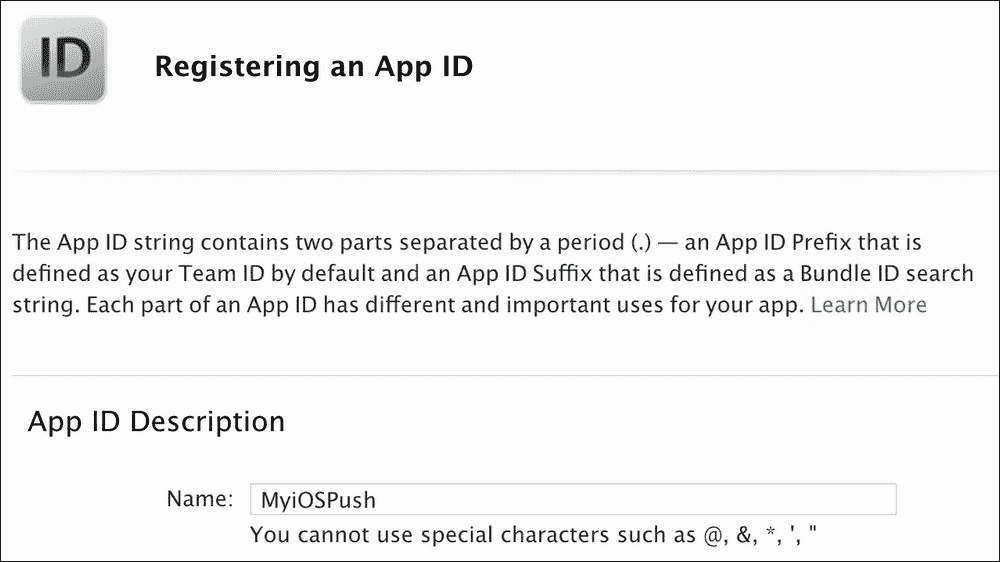 ID
Registering an App ID
The App ID string contains two parts separated by a period (.) — an App ID Prefix that is
defined as your Team ID by default and an App ID Suffix that is defined as a Bundle ID search
string. Each part of an App ID has different and important uses for your app. Learn More
App ID Description
Name: MyiOSPush
You cannot use special characters such as @, &, *, ', "